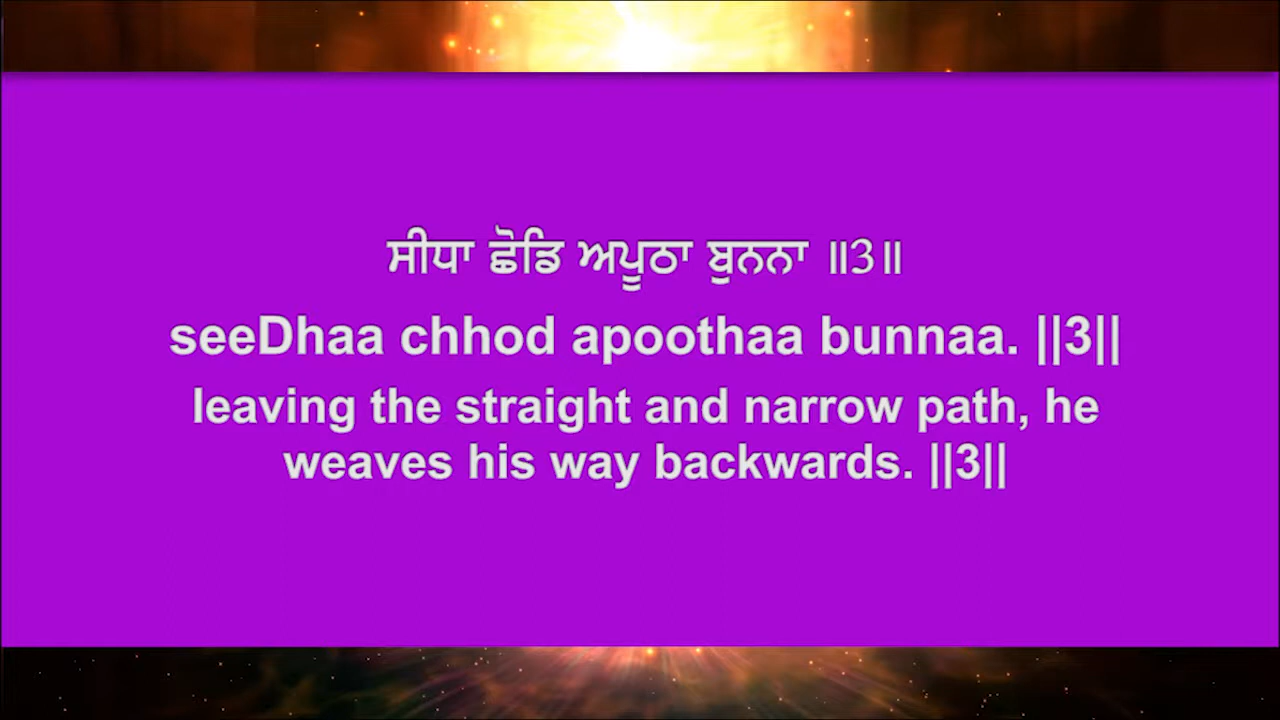 ਸੀਧਾ ਛੋਡਿ ਅਪੂਠਾ ਬੁਨਨਾ ॥3॥
seeDhaa chhod apoothaa bunnaa. ||3||
leaving the straight and narrow path, he
weaves his way backwards. ||3||